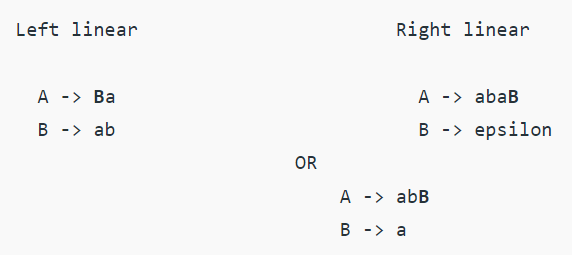 Left linear Right linear
A -> Ba A -> abaB
B -> ab B -> epsilon
OR
A -> abB
B -> a